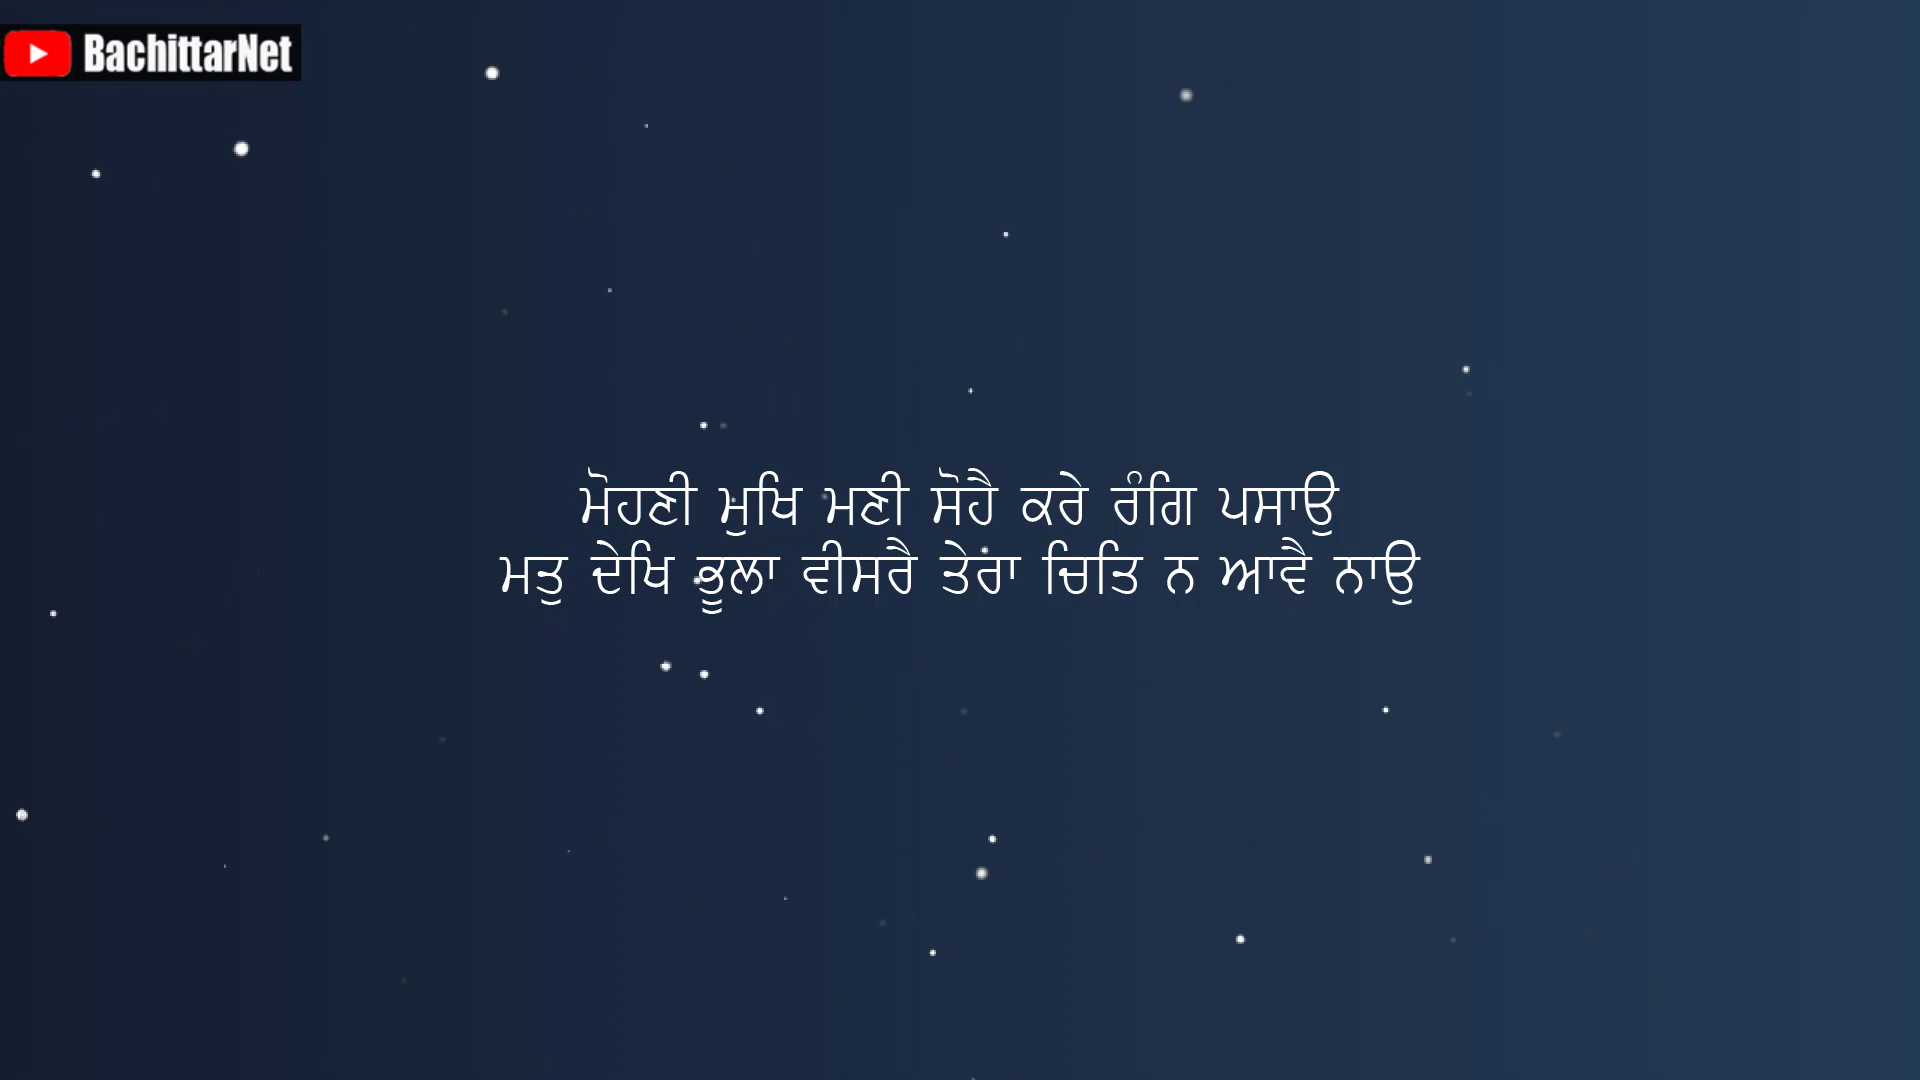 BachittarNet
ਮੋਹਣੀ ਮੁਖਿ ਮਣੀ ਸੋਹੈ ਕਰੇ ਰੰਗਿ ਪਸਾਉ
ਮਤੁ ਦੇਖਿ ਭੂਲਾ ਵੀਸਰੈ ਤੇਰਾ ਚਿਤਿ ਨ ਆਵੈ ਨਾਉ